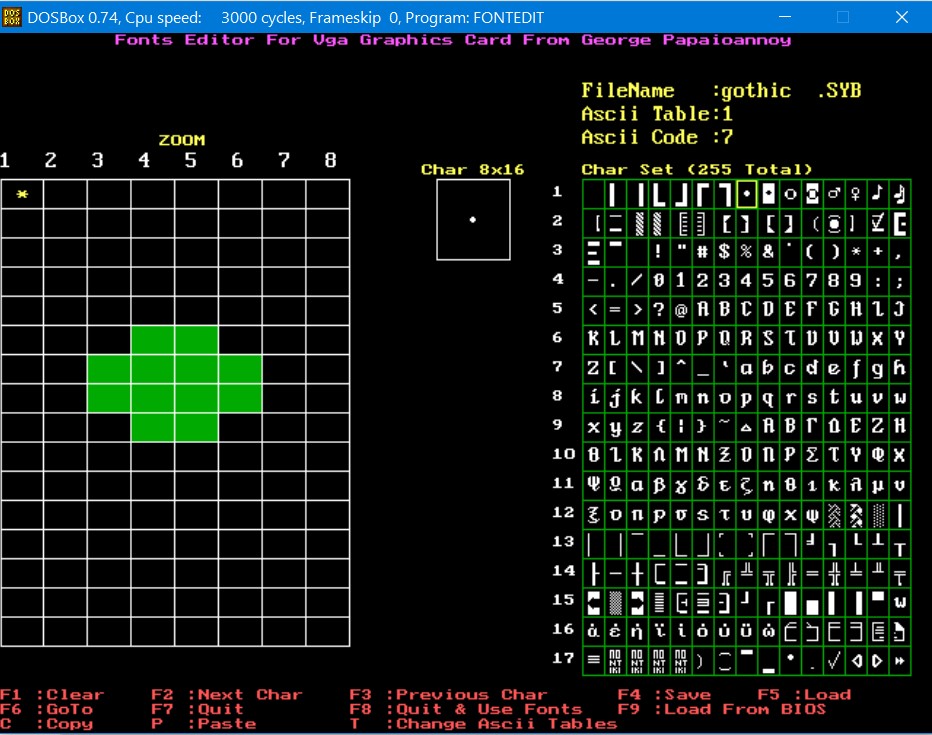 DOSBox 0.74, Cpu speed: 3000 cycles, Frameskip 0, Program: FONTEDIT
Fonts Editor For Vga Graphics Card From George Papaioannoy
FileName :gothic .SYB
Ascii Table:1
Ascii Code :7
ZOOM
1 2 3 4 5 6 7 8
*
Char 8x16
Char Set (255 Total)
1 ♂ ♀ ♪
2
3 ! " # $ % & ' ( ) * + ,
4 - . / 0 1 2 3 4 5 6 7 8 9 : ;
5 < = > ? @ A B C D E F G H I J
6 K L M N O P Q R S T U V W X Y
7 Z [ \ ] ^ _ ` a b c d e f g h
8 i j k l m n o p q r s t u v w
9 x y z { ¦ } ~ ▵ Α Β Γ Δ Ε Ζ Η
10 Θ Ι Κ Λ Μ Ν Ξ Ο Π Ρ Σ Τ Υ Φ Χ
11 Ψ Ω α β γ δ ε ζ η θ ι κ λ μ ν
12 ξ ο π ρ σ ς τ υ φ χ ψ
13
14
15 ω
16 ά έ ή ϊ ί ό ύ ϋ ώ
17 ≡
F1 :Clear F2 :Next Char F3 :Previous Char F4 :Save F5 :Load
F6 :GoTo F7 :Quit F8 :Quit & Use Fonts F9 :Load From BIOS
C :Copy P :Paste T :Change Ascii Tables